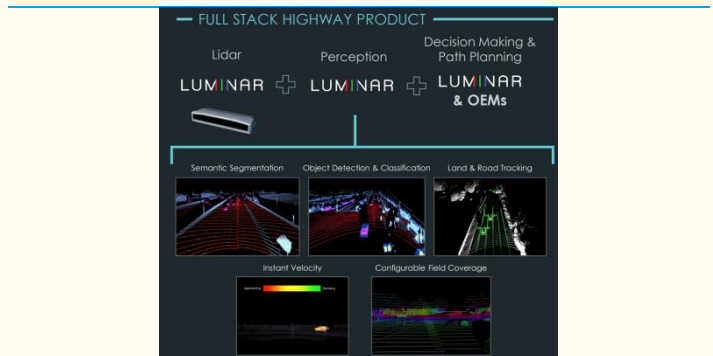 FULL STACK HIGHWAY PRODUCT
Lidar
Perception
Decision Making &
Path Planning
LUMINAR
LUMINAR
LUMINAR
& OEMs
Semantic Segmentation
Object Detection & Classification
Land & Road Tracking
Instant Velocity
Configurable Field Coverage